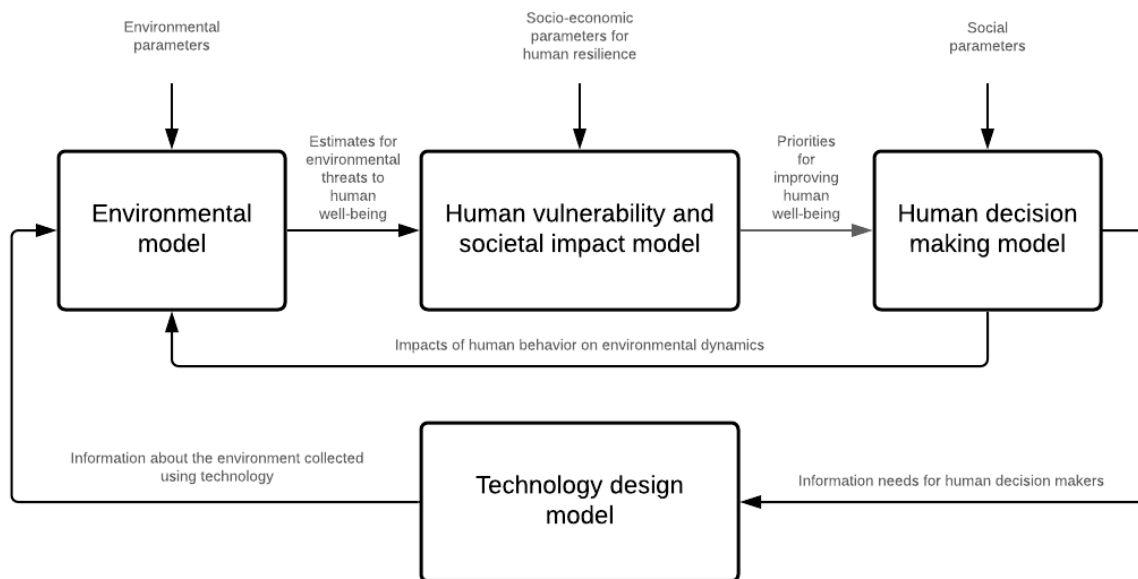 Environmental
parameters
Socio-economic
parameters for
human resilience
Social
parameters
Environmental
model
Estimates for
environmental
threats to
human
well-being
Human vulnerability and
societal impact model
Priorities
for
improving
human
well-being
Human decision
making model
Impacts of human behavior on environmental dynamics
Information about the environment collected
using technology
Technology design
model
Information needs for human decision makers